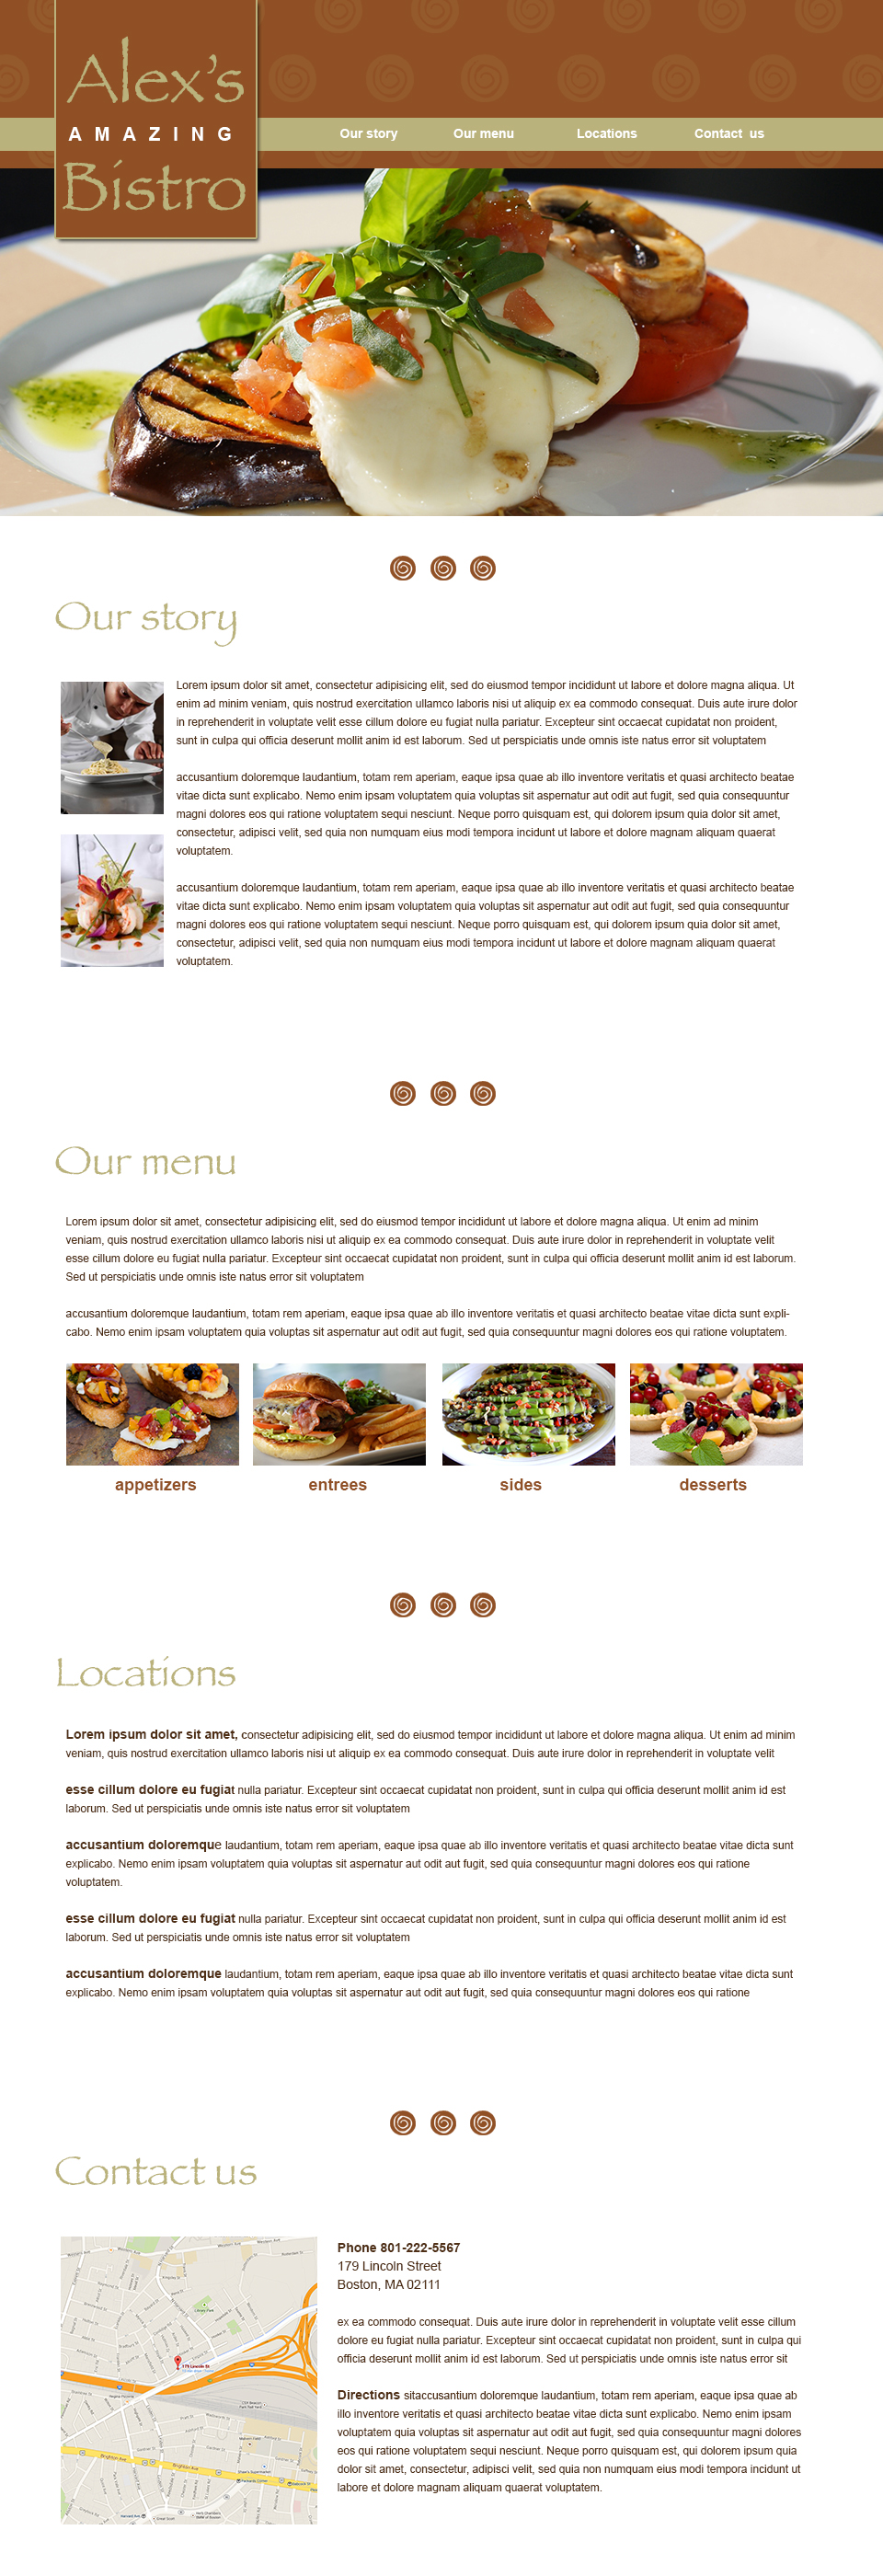 Alex's
AMAZING
Bistro
Our story
Our menu
Locations
Contact us
Our story
Lorem ipsum dolor sit amet, consectetur adipisicing elit, sed do eiusmod tempor incididunt ut labore et dolore magna aliqua. Ut
enim ad minim veniam, quis nostrud exercitation ullamco laboris nisi ut aliquip ex ea commodo consequat. Duis aute irure dolor
in reprehenderit in voluptate velit esse cillum dolore eu fugiat nulla pariatur. Excepteur sint occaecat cupidatat non proident,
sunt in culpa qui officia deserunt mollit anim id est laborum. Sed ut perspiciatis unde omnis iste natus error sit voluptatem
accusantium doloremque laudantium, totam rem aperiam, eaque ipsa quae ab illo inventore veritatis et quasi architecto beatae
vitae dicta sunt explicabo. Nemo enim ipsam voluptatem quia voluptas sit aspernatur aut odit aut fugit, sed quia consequuntur
magni dolores eos qui ratione voluptatem sequi nesciunt. Neque porro quisquam est, qui dolorem ipsum quia dolor sit amet,
consectetur, adipisci velit, sed quia non numquam eius modi tempora incidunt ut labore et dolore magnam aliquam quaerat
voluptatem.
accusantium doloremque laudantium, totam rem aperiam, eaque ipsa quae ab illo inventore veritatis et quasi architecto beatae
vitae dicta sunt explicabo. Nemo enim ipsam voluptatem quia voluptas sit aspernatur aut odit aut fugit, sed quia consequuntur
magni dolores eos qui ratione voluptatem sequi nesciunt. Neque porro quisquam est, qui dolorem ipsum quia dolor sit amet,
consectetur, adipisci velit, sed quia non numquam eius modi tempora incidunt ut labore et dolore magnam aliquam quaerat
voluptatem.
Our menu
Lorem ipsum dolor sit amet, consectetur adipisicing elit, sed do eiusmod tempor incididunt ut labore et dolore magna aliqua. Ut enim ad minim
veniam, quis nostrud exercitation ullamco laboris nisi ut aliquip ex ea commodo consequat. Duis aute irure dolor in reprehenderit in voluptate velit
esse cillum dolore eu fugiat nulla pariatur. Excepteur sint occaecat cupidatat non proident, sunt in culpa qui officia deserunt mollit anim id est laborum.
Sed ut perspiciatis unde omnis iste natus error sit voluptatem
accusantium doloremque laudantium, totam rem aperiam, eaque ipsa quae ab illo inventore veritatis et quasi architecto beatae vitae dicta sunt expli-
cabo. Nemo enim ipsam voluptatem quia voluptas sit aspernatur aut odit aut fugit, sed quia consequuntur magni dolores eos qui ratione voluptatem.
appetizers
entrees
sides
desserts
Locations
Lorem ipsum dolor sit amet, consectetur adipisicing elit, sed do eiusmod tempor incididunt ut labore et dolore magna aliqua. Ut enim ad minim
veniam, quis nostrud exercitation ullamco laboris nisi ut aliquip ex ea commodo consequat. Duis aute irure dolor in reprehenderit in voluptate velit
esse cillum dolore eu fugiat nulla pariatur. Excepteur sint occaecat cupidatat non proident, sunt in culpa qui officia deserunt mollit anim id est
laborum. Sed ut perspiciatis unde omnis iste natus error sit voluptatem
accusantium doloremque laudantium, totam rem aperiam, eaque ipsa quae ab illo inventore veritatis et quasi architecto beatae vitae dicta sunt
explicabo. Nemo enim ipsam voluptatem quia voluptas sit aspernatur aut odit aut fugit, sed quia consequuntur magni dolores eos qui ratione
voluptatem.
esse cillum dolore eu fugiat nulla pariatur. Excepteur sint occaecat cupidatat non proident, sunt in culpa qui officia deserunt mollit anim id est
laborum. Sed ut perspiciatis unde omnis iste natus error sit voluptatem
accusantium doloremque laudantium, totam rem aperiam, eaque ipsa quae ab illo inventore veritatis et quasi architecto beatae vitae dicta sunt
explicabo. Nemo enim ipsam voluptatem quia voluptas sit aspernatur aut odit aut fugit, sed quia consequuntur magni dolores eos qui ratione
Contact us
Phone 801-222-5567
179 Lincoln Street
Boston, MA 02111
ex ea commodo consequat. Duis aute irure dolor in reprehenderit in voluptate velit esse cillum
dolore eu fugiat nulla pariatur. Excepteur sint occaecat cupidatat non proident, sunt in culpa qui
officia deserunt mollit anim id est laborum. Sed ut perspiciatis unde omnis iste natus error sit
Directions sitaccusantium doloremque laudantium, totam rem aperiam, eaque ipsa quae ab
illo inventore veritatis et quasi architecto beatae vitae dicta sunt explicabo. Nemo enim ipsam
voluptatem quia voluptas sit aspernatur aut odit aut fugit, sed quia consequuntur magni dolores
eos qui ratione voluptatem sequi nesciunt. Neque porro quisquam est, qui dolorem ipsum quia
dolor sit amet, consectetur, adipisci velit, sed quia non numquam eius modi tempora incidunt ut
labore et dolore magnam aliquam quaerat voluptatem.
179 Lincoln St
Brighton Ave
Brighton Ave